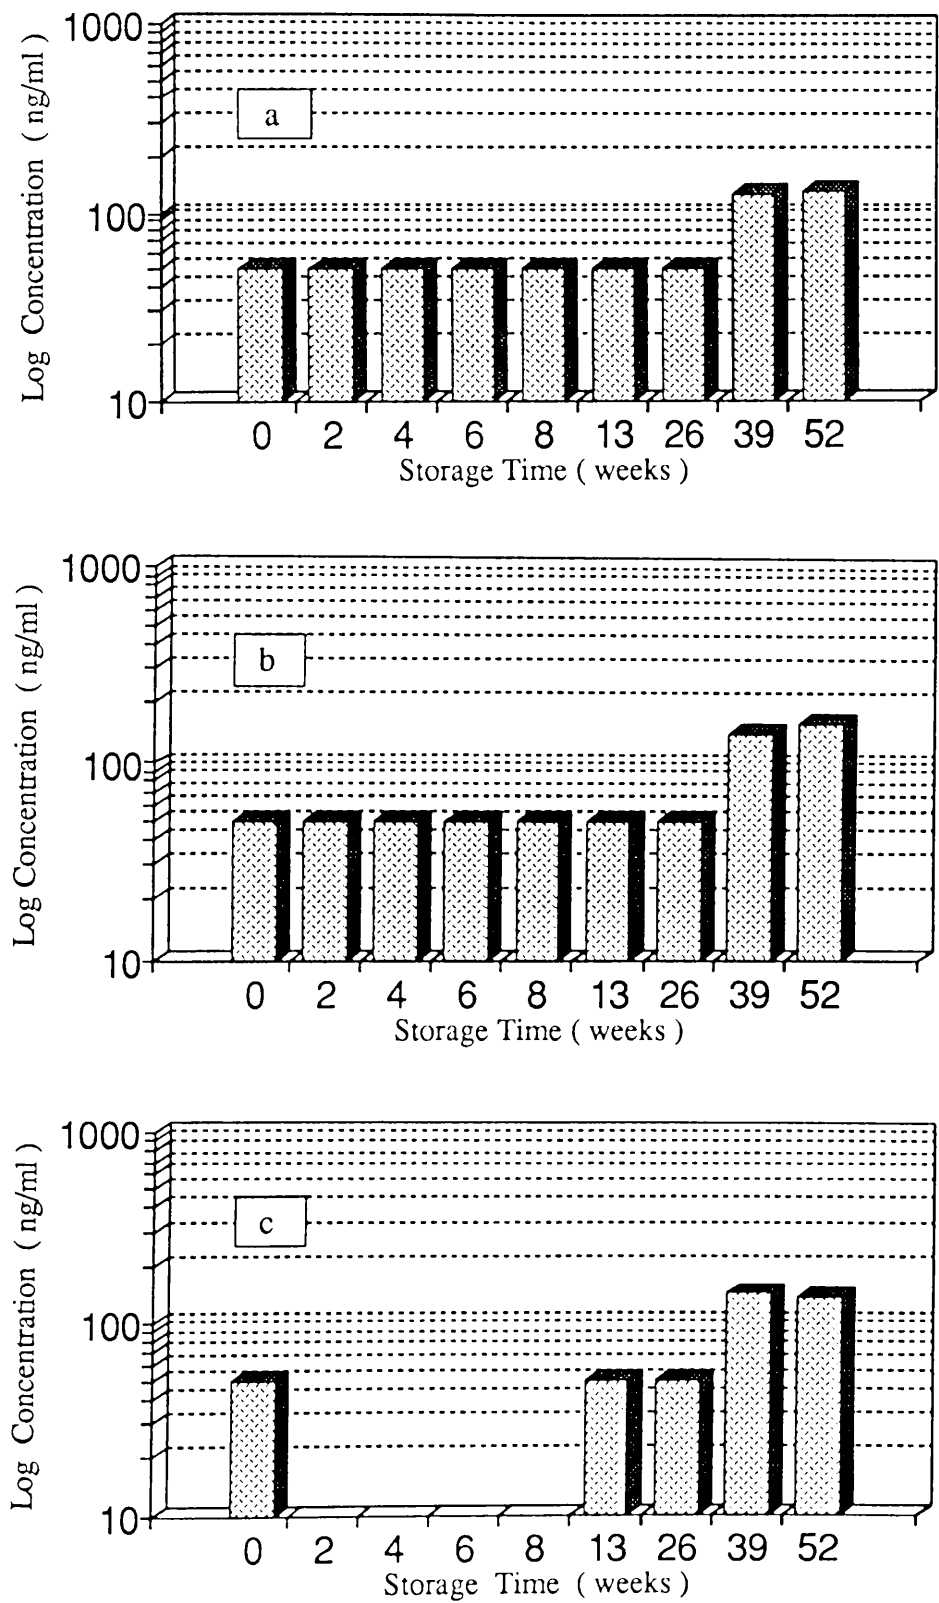 1000
100
10
Log Concentration ( ng/ml )
a
0 2 4 6 8 13 26 39 52
Storage Time ( weeks )
1000
100
10
Log Concentration ( ng/ml )
b
0 2 4 6 8 13 26 39 52
Storage Time ( weeks )
1000
100
10
Log Concentration ( ng/ml )
c
0 2 4 6 8 13 26 39 52
Storage Time ( weeks )